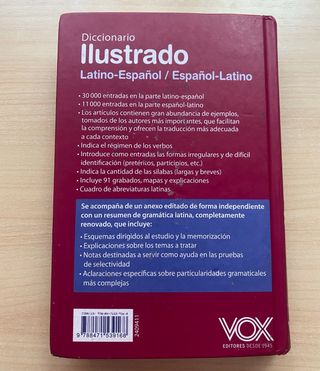 Diccionario
Ilustrado
Latino-Español / Español-Latino
• 30 000 entradas en la parte latino-español
• 11 000 entradas en la parte español-latino
• Los artículos contienen gran abundancia de ejemplos,
tomados de los autores más importantes, que facilitan
la comprensión y ofrecen la traducción más adecuada
a cada contexto
• Indica el régimen de los verbos
• Introduce como entradas las formas irregulares y de difícil
identificación (pretéritos, participios, etc.)
• Indica la cantidad de las sílabas (largas y breves)
• Incluye 91 grabados, mapas y explicaciones
• Cuadro de abreviaturas latinas
Se acompaña de un anexo editado de forma independiente
con un resumen de gramática latina, completamente
renovado, que incluye:
• Esquemas dirigidos al estudio y la memorización
• Explicaciones sobre los temas a tratar
• Notas destinadas a servir como ayuda en las pruebas
de selectividad
• Aclaraciones específicas sobre particularidades gramaticales
más complejas
9 788471 539168
2409411
VOX
EDITORES DESDE 1945